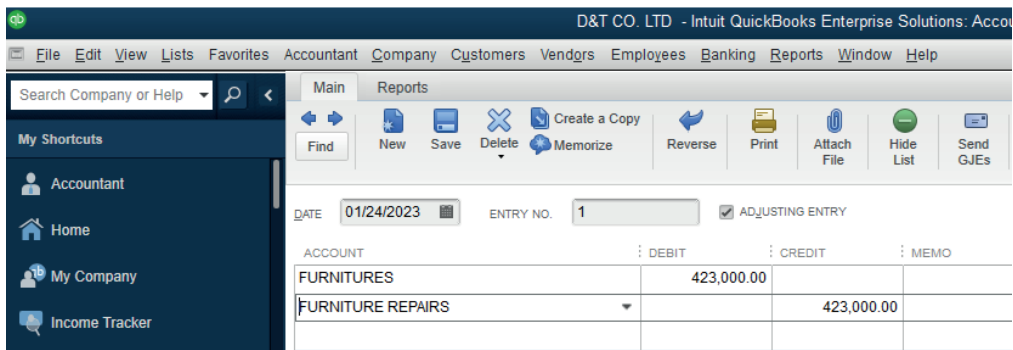 qb
D&T CO. LTD - Intuit QuickBooks Enterprise Solutions: Accou
File Edit View Lists Favorites Accountant Company Customers Vendors Employees Banking Reports Window Help
Search Company or Help
Main Reports
My Shortcuts
Accountant
Home
My Company
Income Tracker
Find
New
Save
Delete
Create a Copy
Memorize
Reverse
Print
Attach
File
Hide
List
Send
GJEs
DATE 01/24/2023 ENTRY NO. 1 ADJUSTING ENTRY
ACCOUNT DEBIT CREDIT MEMO
FURNITURES 423,000.00
FURNITURE REPAIRS 423,000.00